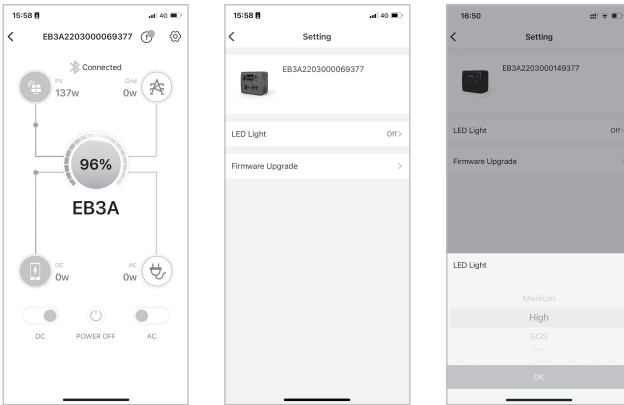 15:58
4G
EB3A2203000069377
Connected
PV
137w
Grid
0w
96%
EB3A
DC
0w
AC
0w
DC
POWER OFF
AC
15:58
4G
Setting
EB3A2203000069377
LED Light
Off
Firmware Upgrade
16:50
Setting
EB3A2203000149377
LED Light
Off
Firmware Upgrade
LED Light
Medium
High
SOS
OK